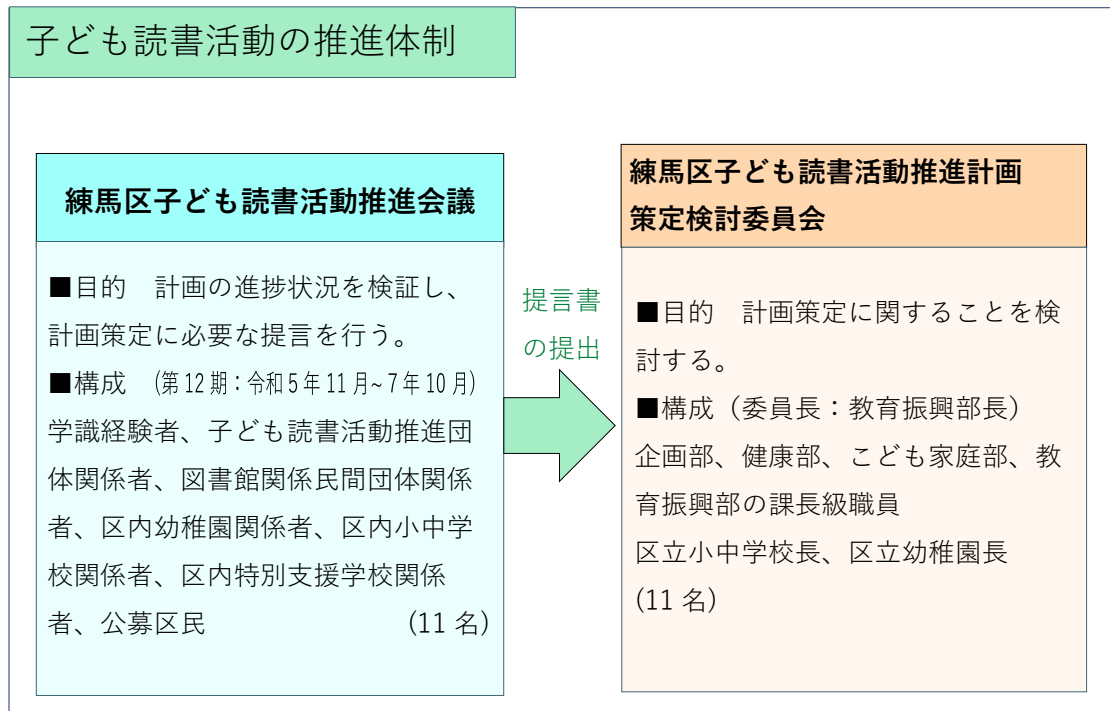 子ども読書活動の推進体制
練馬区子ども読書活動推進会議
■目的　計画の進捗状況を検証し、
計画策定に必要な提言を行う。
■構成　(第12期：令和5年11月~7年10月)
学識経験者、子ども読書活動推進団
体関係者、図書館関係民間団体関係
者、区内幼稚園関係者、区内小中学
校関係者、区内特別支援学校関係
者、公募区民　(11名)
提言書
の提出
練馬区子ども読書活動推進計画
策定検討委員会
■目的　計画策定に関することを検
討する。
■構成（委員長：教育振興部長）
企画部、健康部、こども家庭部、教
育振興部の課長級職員
区立小中学校長、区立幼稚園長
(11名)